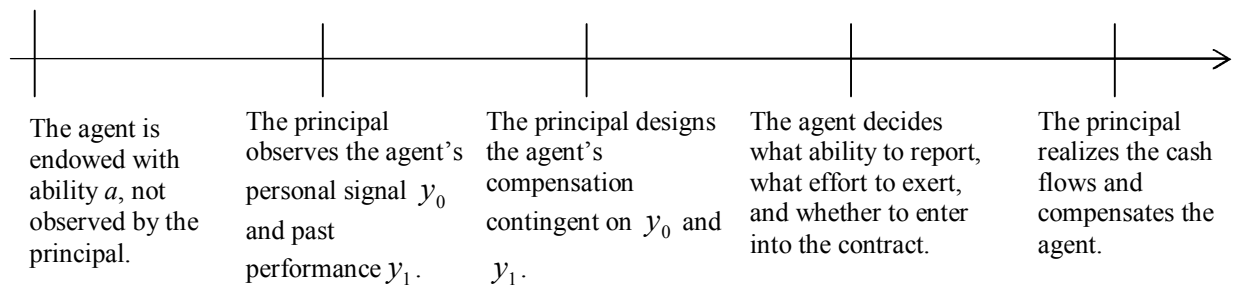 The agent is
endowed with
ability a, not
observed by the
principal.
The principal
observes the agent's
personal signal y₀
and past
performance y₁.
The principal designs
the agent's
compensation
contingent on y₀ and
y₁.
The agent decides
what ability to report,
what effort to exert,
and whether to enter
into the contract.
The principal
realizes the cash
flows and
compensates the
agent.